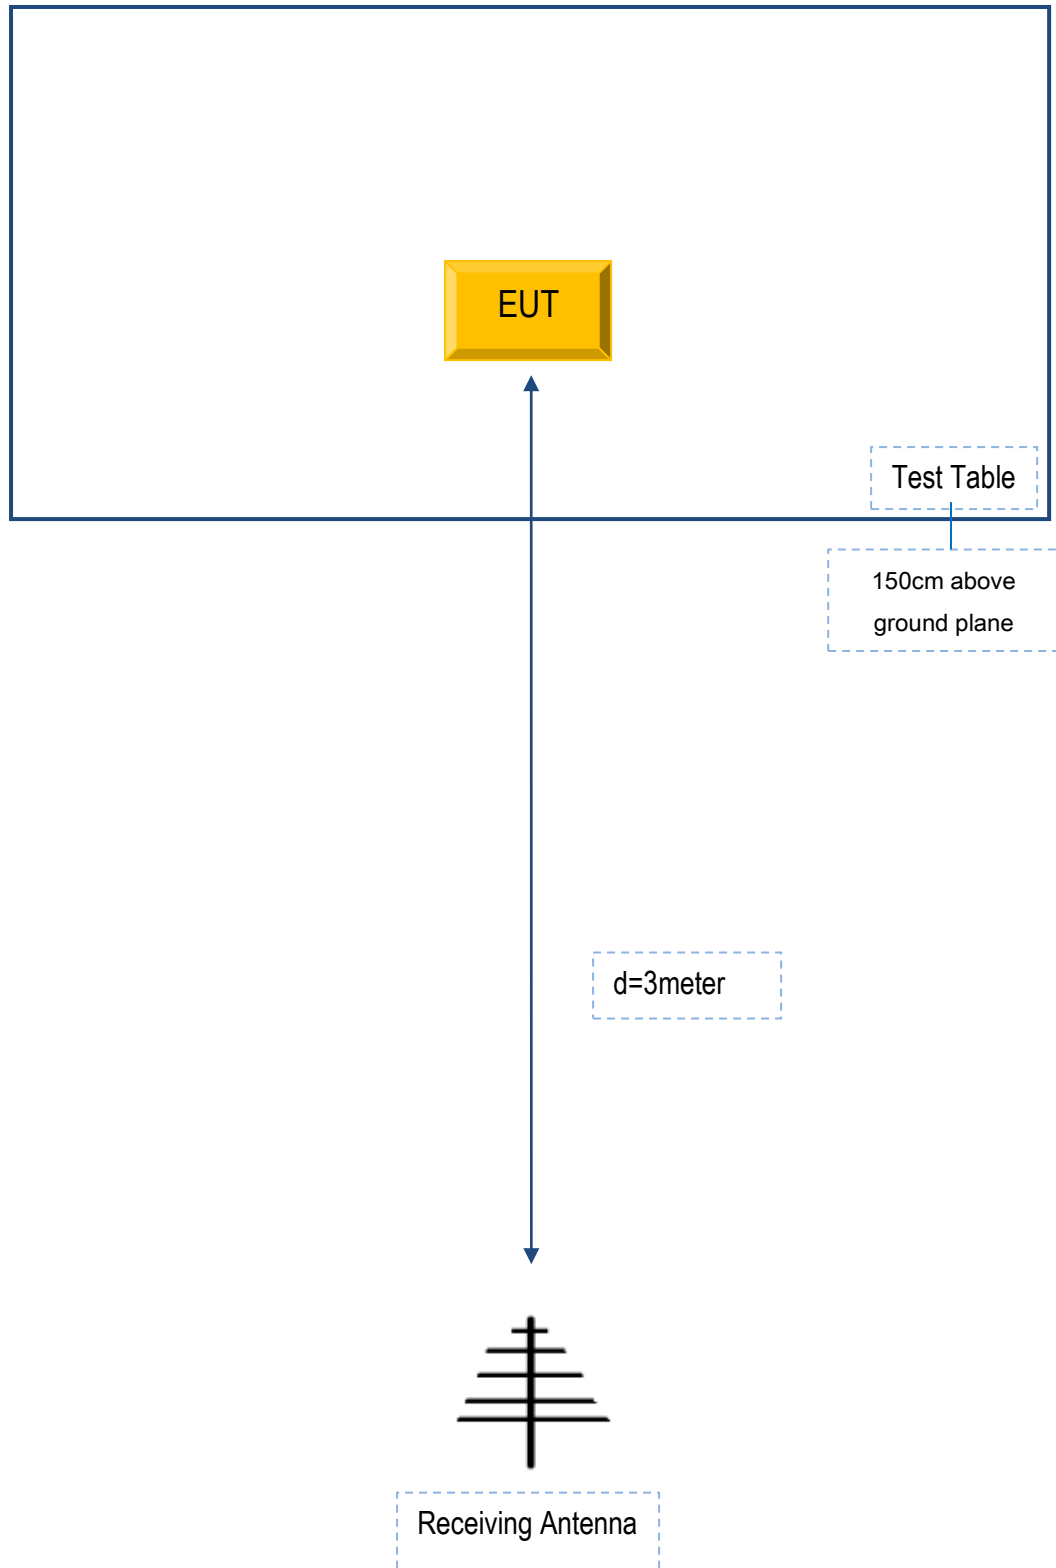 EUT
Test Table
150cm above
ground plane
d=3meter
Receiving Antenna